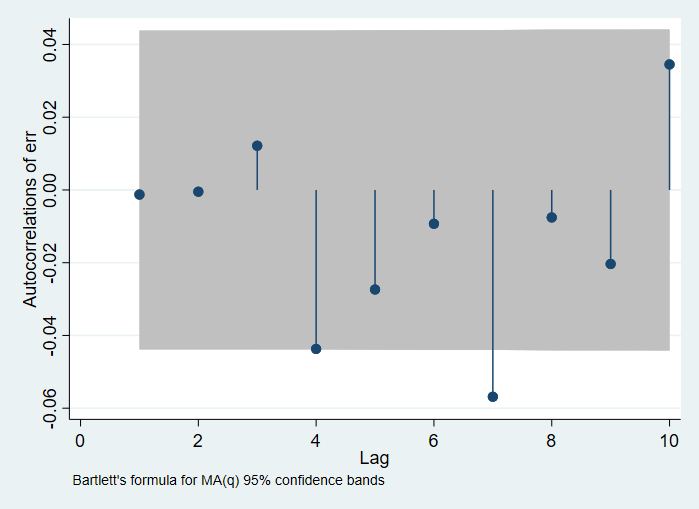 Autocorrelations of err
0.04
0.02
0.00
-0.02
-0.04
-0.06
0 2 4 6 8 10
Lag
Bartlett's formula for MA(q) 95% confidence bands